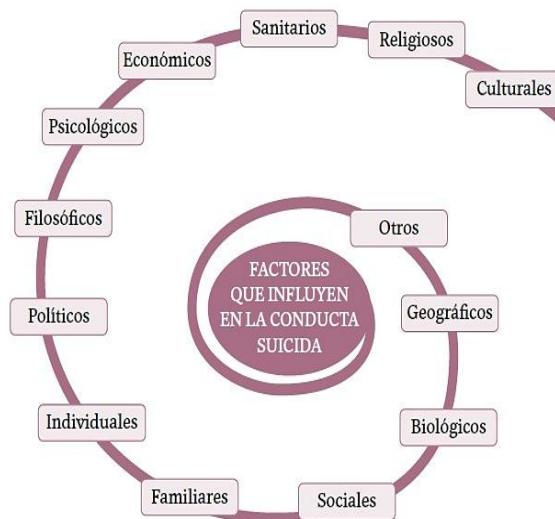 Sanitarios
Religiosos
Económicos
Culturales
Psicológicos
Filosóficos
Otros
FACTORES
QUE INFLUYEN
EN LA CONDUCTA
SUICIDA
Políticos
Geográficos
Individuales
Biológicos
Familiares
Sociales